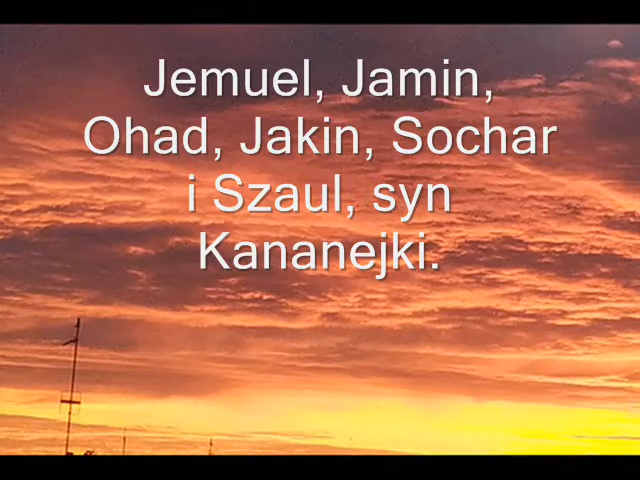 Jemuel, Jamin,
Ohad, Jakin, Sochar
i Szaul, syn
Kananejki.